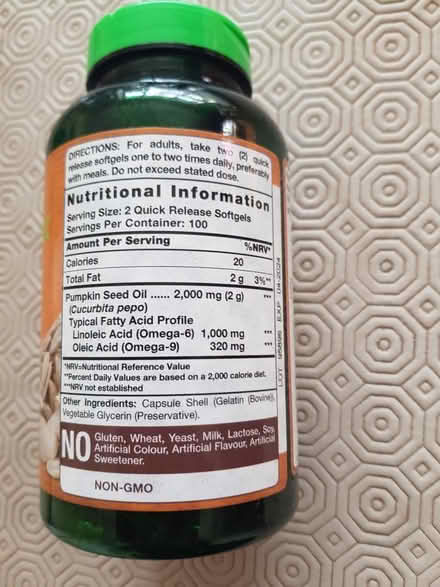 DIRECTIONS: For adults, take two (2) quick
release softgels one to two times daily, preferably
with meals. Do not exceed stated dose.
Nutritional Information
Serving Size: 2 Quick Release Softgels
Servings Per Container: 100
Amount Per Serving %NRV*
Calories 20
Total Fat 2 g 3%**
Pumpkin Seed Oil ...... 2,000 mg (2 g) ***
(Cucurbita pepo)
Typical Fatty Acid Profile
Linoleic Acid (Omega-6) 1,000 mg ***
Oleic Acid (Omega-9) 320 mg ***
*NRV=Nutritional Reference Value
**Percent Daily Values are based on a 2,000 calorie diet.
***NRV not established
Other Ingredients: Capsule Shell (Gelatin (Bovine),
Vegetable Glycerin (Preservative).
NO Gluten, Wheat, Yeast, Milk, Lactose, Soy,
Artificial Colour, Artificial Flavour, Artificial
Sweetener.
NON-GMO
EXP 04-2024